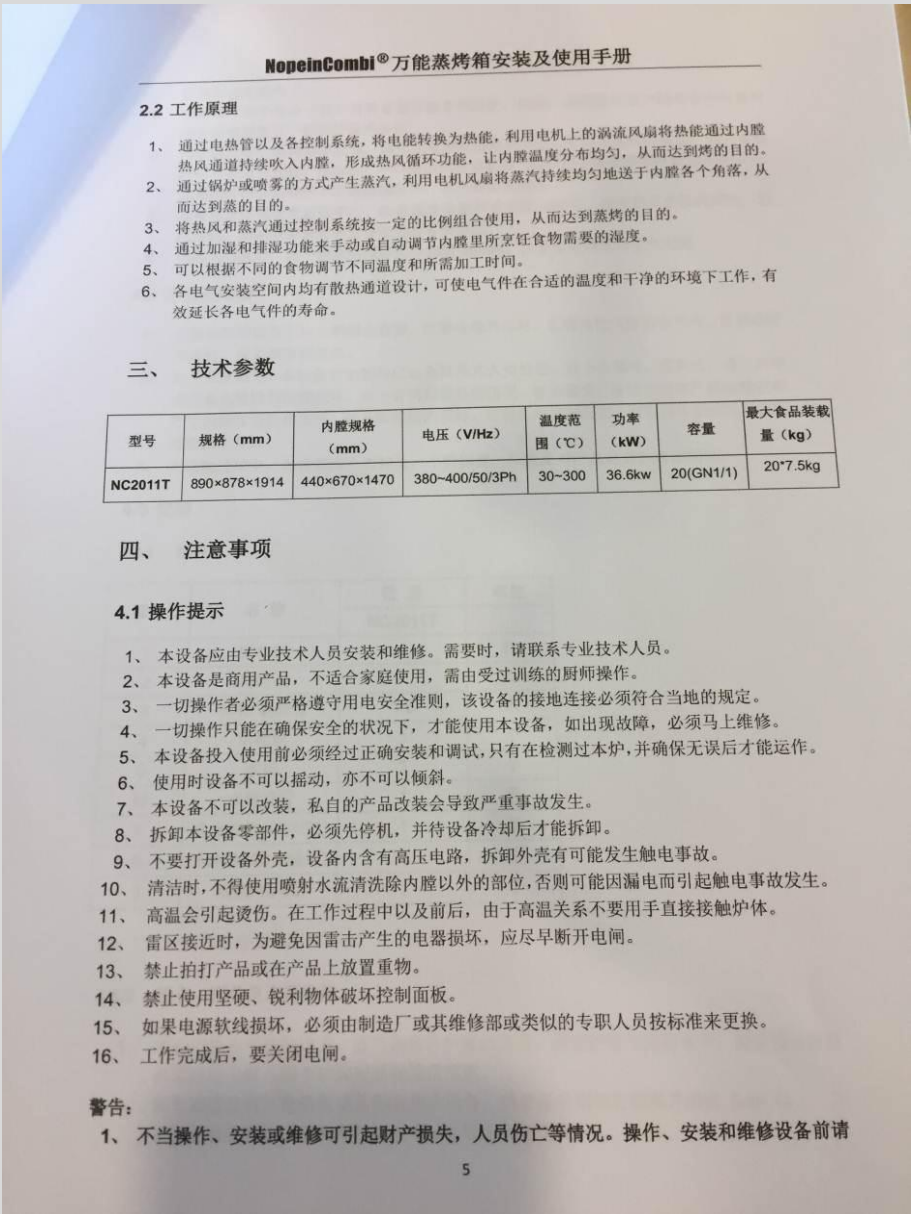 NopeinCombi®万能蒸烤箱安装及使用手册
2.2 工作原理
1、 通过电热管以及各控制系统，将电能转换为热能，利用电机上的涡流风扇将热能通过内膛
热风通道持续吹入内膛，形成热风循环功能，让内膛温度分布均匀，从而达到烤的目的。
2、 通过锅炉或喷雾的方式产生蒸汽，利用电机风扇将蒸汽持续均匀地送于内膛各个角落，从
而达到蒸的目的。
3、 将热风和蒸汽通过控制系统按一定的比例组合使用，从而达到蒸烤的目的。
4、 通过加湿和排湿功能来手动或自动调节内膛里所烹饪食物需要的湿度。
5、 可以根据不同的食物调节不同温度和所需加工时间。
6、 各电气安装空间内均有散热通道设计，可使电气件在合适的温度和干净的环境下工作，有
效延长各电气件的寿命。
三、 技术参数
型号 规格（mm） 内膛规格（mm） 电压（V/Hz） 温度范围（℃） 功率（kW） 容量 最大食品装载量（kg）
NC2011T 890×878×1914 440×670×1470 380~400/50/3Ph 30~300 36.6kw 20(GN1/1) 20*7.5kg
四、 注意事项
4.1 操作提示
1、 本设备应由专业技术人员安装和维修。需要时，请联系专业技术人员。
2、 本设备是商用产品，不适合家庭使用，需由受过训练的厨师操作。
3、 一切操作者必须严格遵守用电安全准则，该设备的接地连接必须符合当地的规定。
4、 一切操作只能在确保安全的状况下，才能使用本设备，如出现故障，必须马上维修。
5、 本设备投入使用前必须经过正确安装和调试,只有在检测过本炉,并确保无误后才能运作。
6、 使用时设备不可以摇动，亦不可以倾斜。
7、 本设备不可以改装，私自的产品改装会导致严重事故发生。
8、 拆卸本设备零部件，必须先停机，并待设备冷却后才能拆卸。
9、 不要打开设备外壳，设备内含有高压电路，拆卸外壳有可能发生触电事故。
10、 清洁时,不得使用喷射水流清洗除内膛以外的部位,否则可能因漏电而引起触电事故发生。
11、 高温会引起烫伤。在工作过程中以及前后，由于高温关系不要用手直接接触炉体。
12、 雷区接近时，为避免因雷击产生的电器损坏，应尽早断开电闸。
13、 禁止拍打产品或在产品上放置重物。
14、 禁止使用坚硬、锐利物体破坏控制面板。
15、 如果电源软线损坏，必须由制造厂或其维修部或类似的专职人员按标准来更换。
16、 工作完成后，要关闭电闸。
警告：
1、 不当操作、安装或维修可引起财产损失，人员伤亡等情况。操作、安装和维修设备前请
5